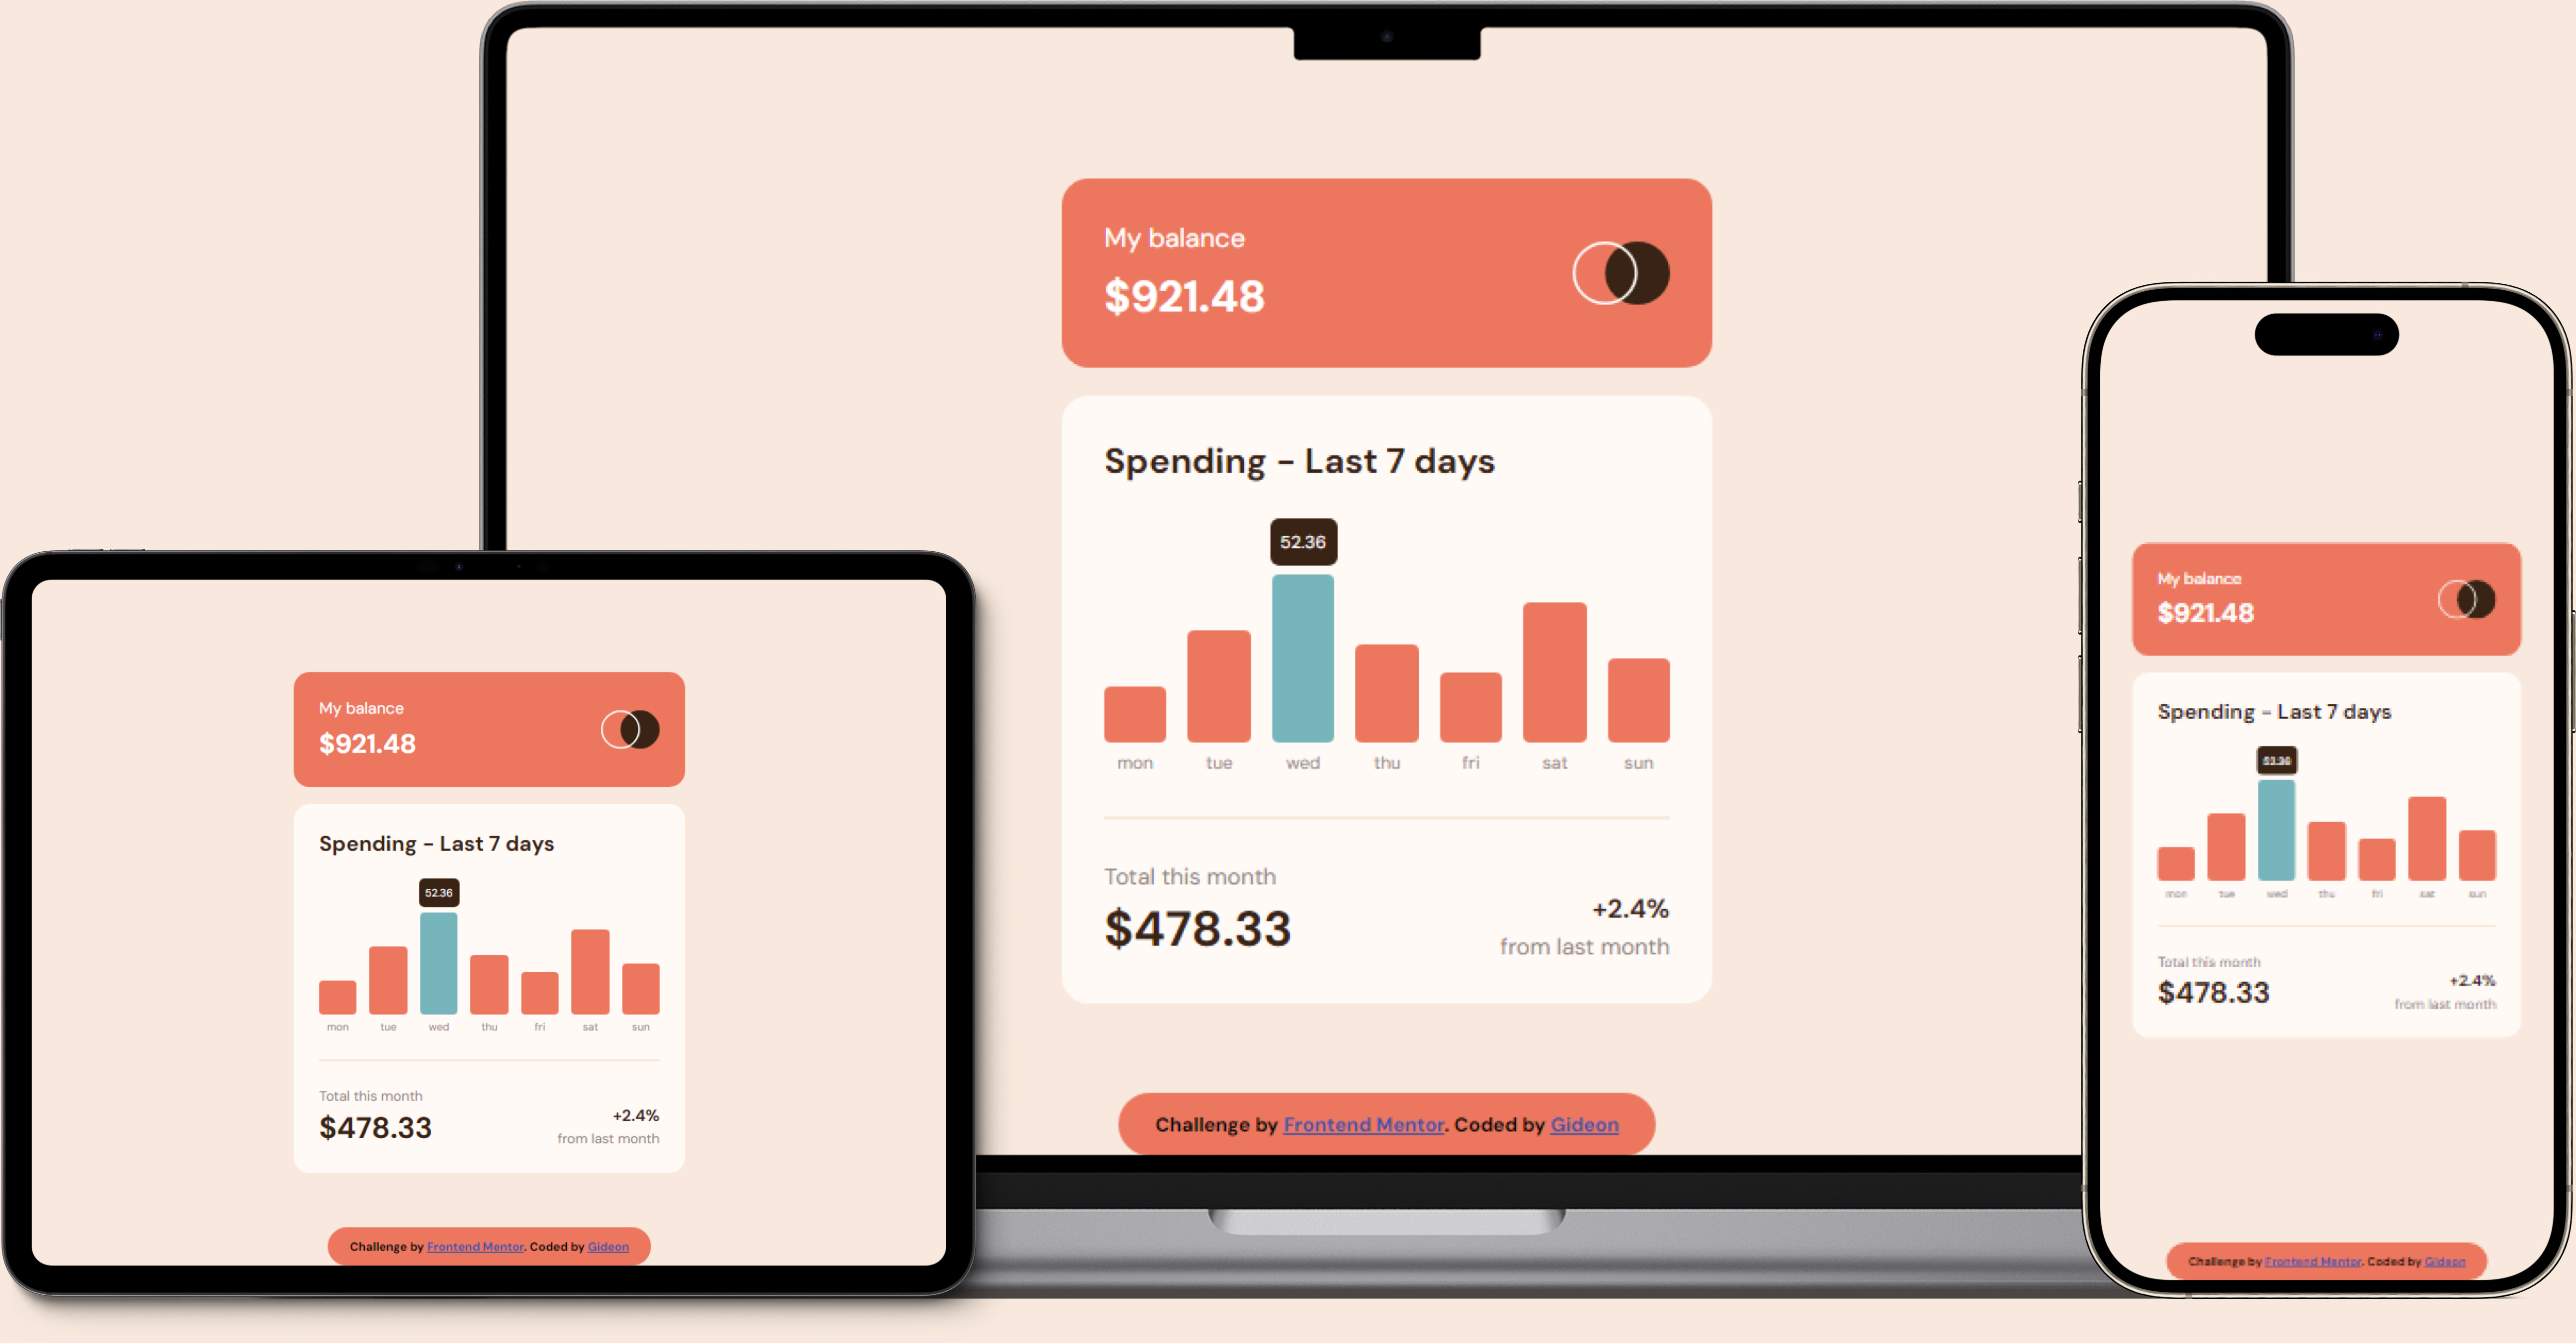 My balance
$921.48
Spending - Last 7 days
52.36
mon tue wed thu fri sat sun
Total this month
$478.33
+2.4%
from last month
Challenge by Frontend Mentor. Coded by Gideon
My balance
$921.48
Spending - Last 7 days
52.36
mon tue wed thu fri sat sun
Total this month
$478.33
+2.4%
from last month
Challenge by Frontend Mentor. Coded by Gideon
My balance
$921.48
Spending - Last 7 days
52.36
mon tue wed thu fri sat sun
Total this month
$478.33
+2.4%
from last month
Challenge by Frontend Mentor. Coded by Gideon